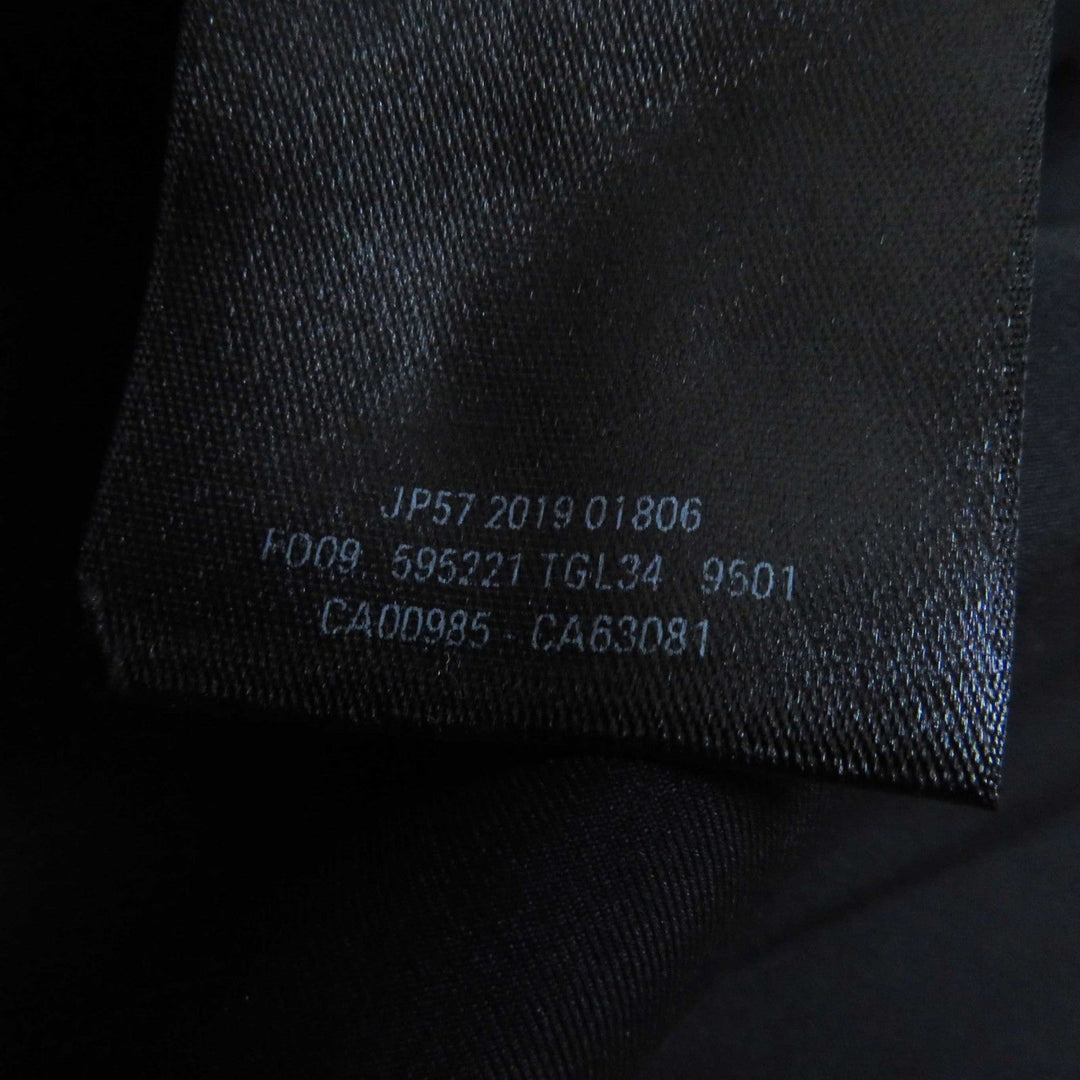 JP57 2019 01806
F009 595221 TGL34 9501
CA00985 - CA63081